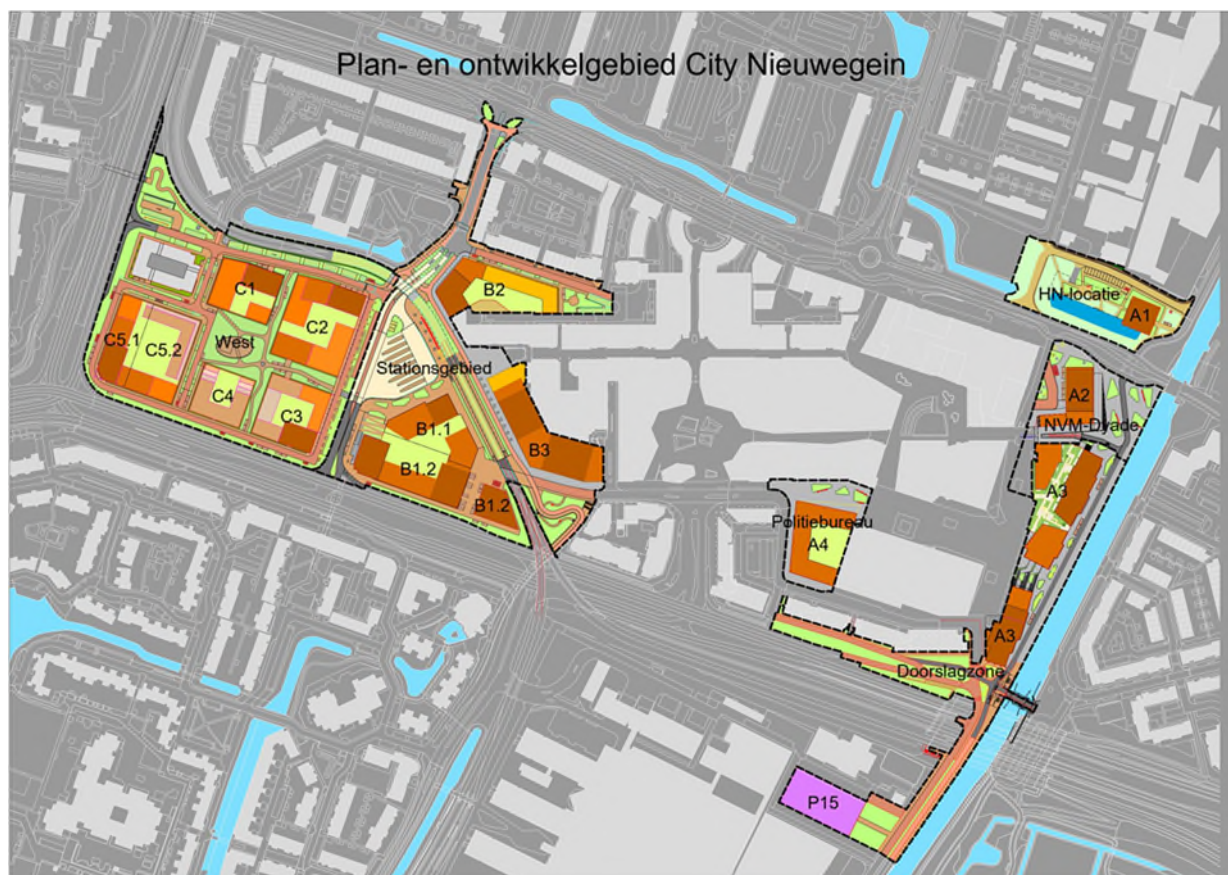 Plan- en ontwikkelgebied City Nieuwegein
HN-locatie
A1
B2
C1
C2
C5.1
C5.2
West
Stationsgebied
C4
C3
B1.1
B1.2
B1.2
B3
A2
NVM-Dyade
A3
Politiebureau
A4
A3
Doorslagzone
P15